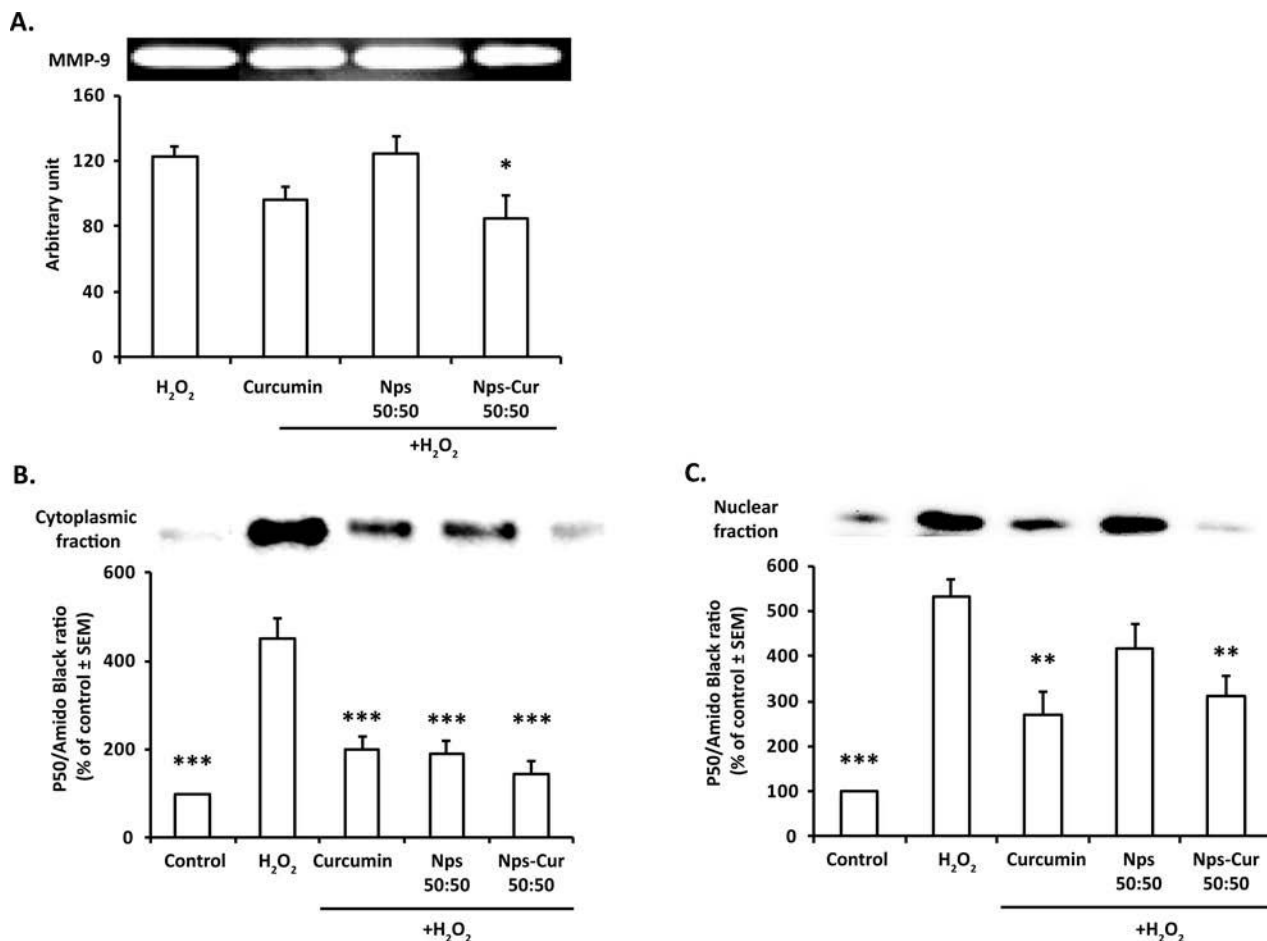 A.
MMP-9
160
120
80
40
0
Arbitrary unit
*
H₂O₂
Curcumin
Nps
50:50
Nps-Cur
50:50
+H₂O₂
B.
Cytoplasmic
fraction
600
400
200
0
P50/Amido Black ratio
(% of control ± SEM)
***
***
***
***
Control
H₂O₂
Curcumin
Nps
50:50
Nps-Cur
50:50
+H₂O₂
C.
Nuclear
fraction
600
500
400
300
200
100
0
P50/Amido Black ratio
(% of control ± SEM)
***
**
**
Control
H₂O₂
Curcumin
Nps
50:50
Nps-Cur
50:50
+H₂O₂